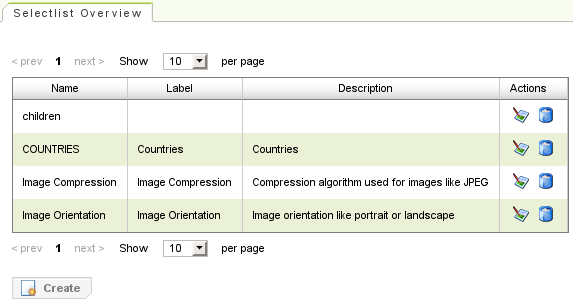 Selectlist Overview
< prev 1 next > Show 10 per page
Name Label Description Actions
children
COUNTRIES Countries Countries
Image Compression Image Compression Compression algorithm used for images like JPEG
Image Orientation Image Orientation Image orientation like portrait or landscape
< prev 1 next > Show 10 per page
Create